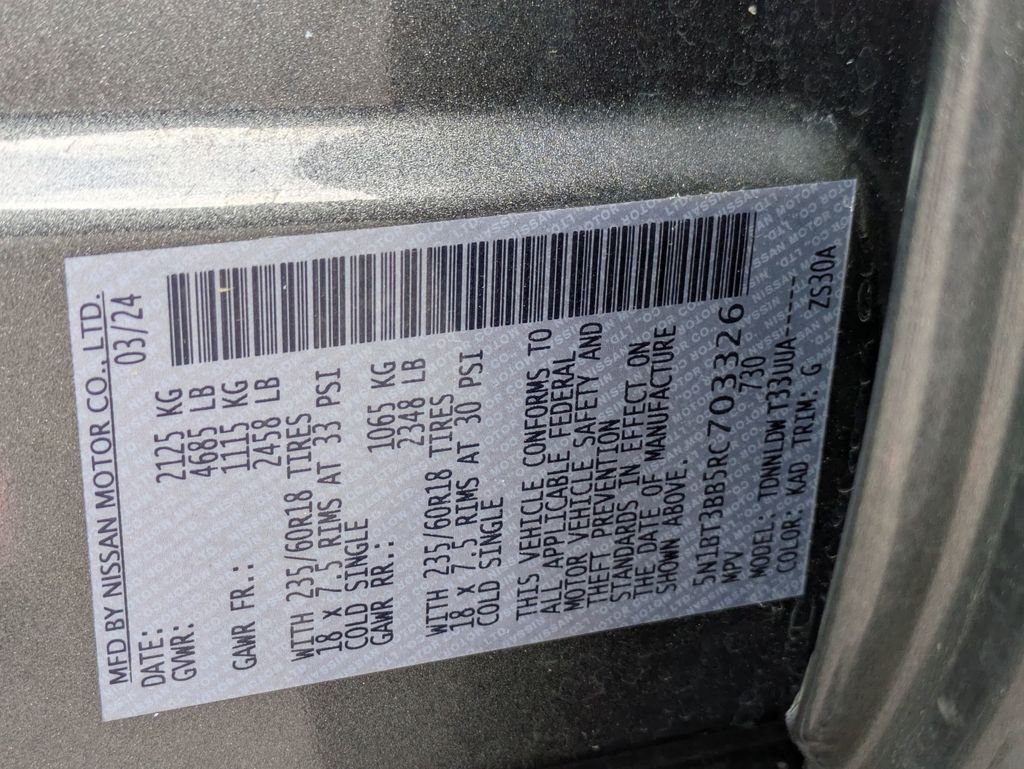 MFD BY NISSAN MOTOR CO., LTD.
DATE: 03/24
GVWR: 2125 KG
4685 LB
GAWR FR.: 1115 KG
2458 LB
WITH 235/60R18 TIRES
18 X 7.5 RIMS AT 33 PSI
COLD SINGLE
GAWR RR.: 1065 KG
2348 LB
WITH 235/60R18 TIRES
18 X 7.5 RIMS AT 30 PSI
COLD SINGLE
THIS VEHICLE CONFORMS TO
ALL APPLICABLE FEDERAL
MOTOR VEHICLE SAFETY AND
THEFT PREVENTION
STANDARDS IN EFFECT ON
THE DATE OF MANUFACTURE
SHOWN ABOVE.
5N1BT3BB5RC703326
MPV 730
MODEL: TDNNLDWT33UUA-----
COLOR: KAD TRIM: G ZS30A